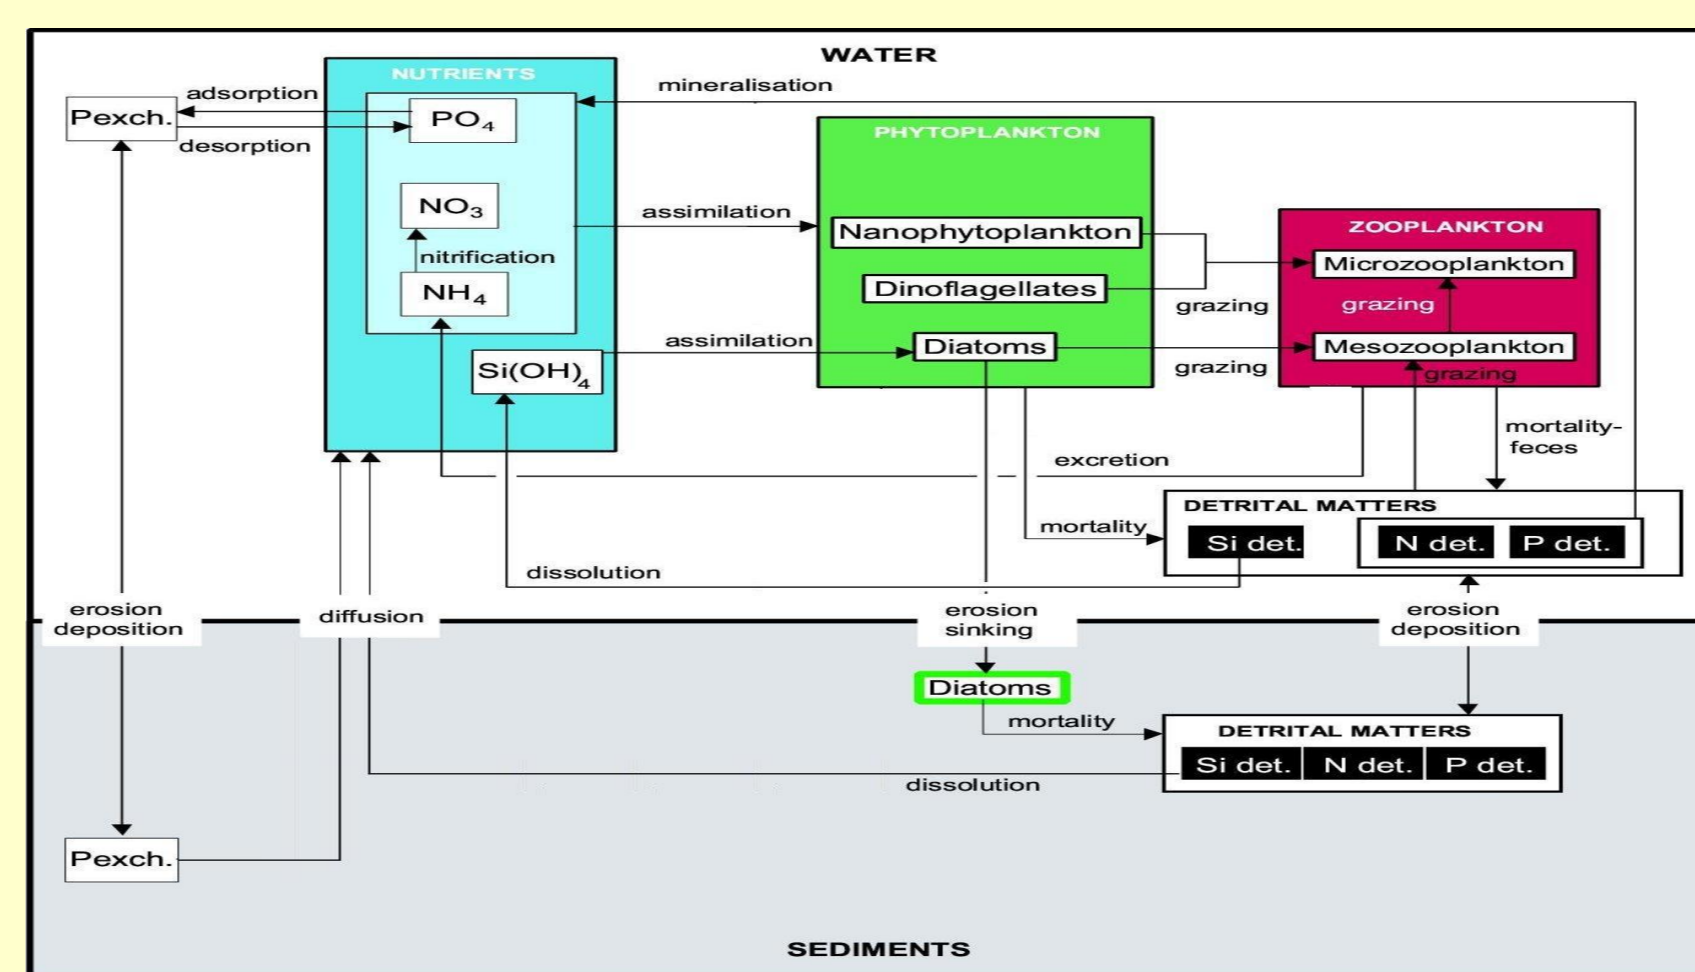 WATER
NUTRIENTS
mineralisation
adsorption
Pexch.
PO₄
desorption
PHYTOPLANKTON
NO₃
assimilation
Nanophytoplankton
ZOOPLANKTON
nitrification
Microzooplankton
NH₄
Dinoflagellates
grazing
grazing
assimilation
Diatoms
Mesozooplankton
Si(OH)₄
grazing
grazing
mortality-
feces
excretion
DETRITAL MATTERS
mortality
Si det.
N det.
P det.
dissolution
erosion
deposition
diffusion
erosion
sinking
erosion
deposition
Diatoms
mortality
DETRITAL MATTERS
Si det.
N det.
P det.
dissolution
Pexch.
SEDIMENTS